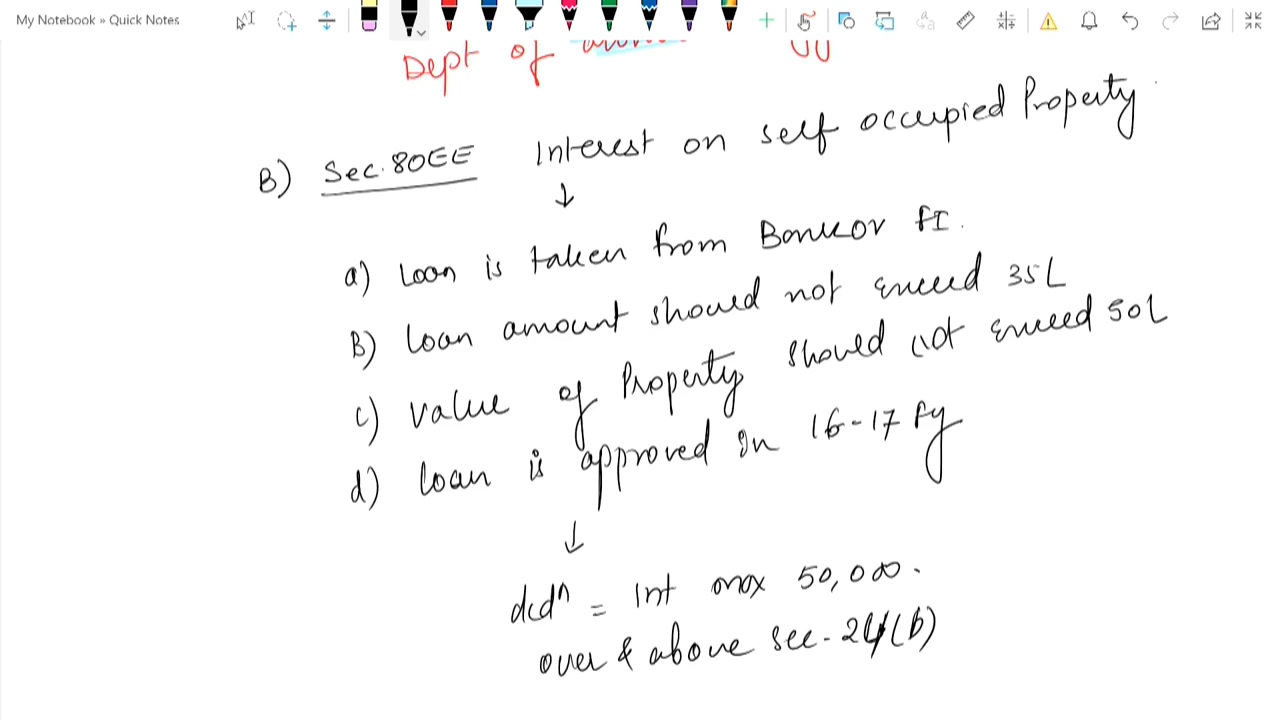 My Notebook » Quick Notes
Dept of
B) Sec.80EE Interest on self occupied Property
↓
a) Loan is taken from Bank or FI.
B) loan amount should not exceed 35L
c) value of Property should not exceed 50L
d) loan is approved in 16-17 fy
↓
dedⁿ = Int max 50,000.
over & above sec-24(b)